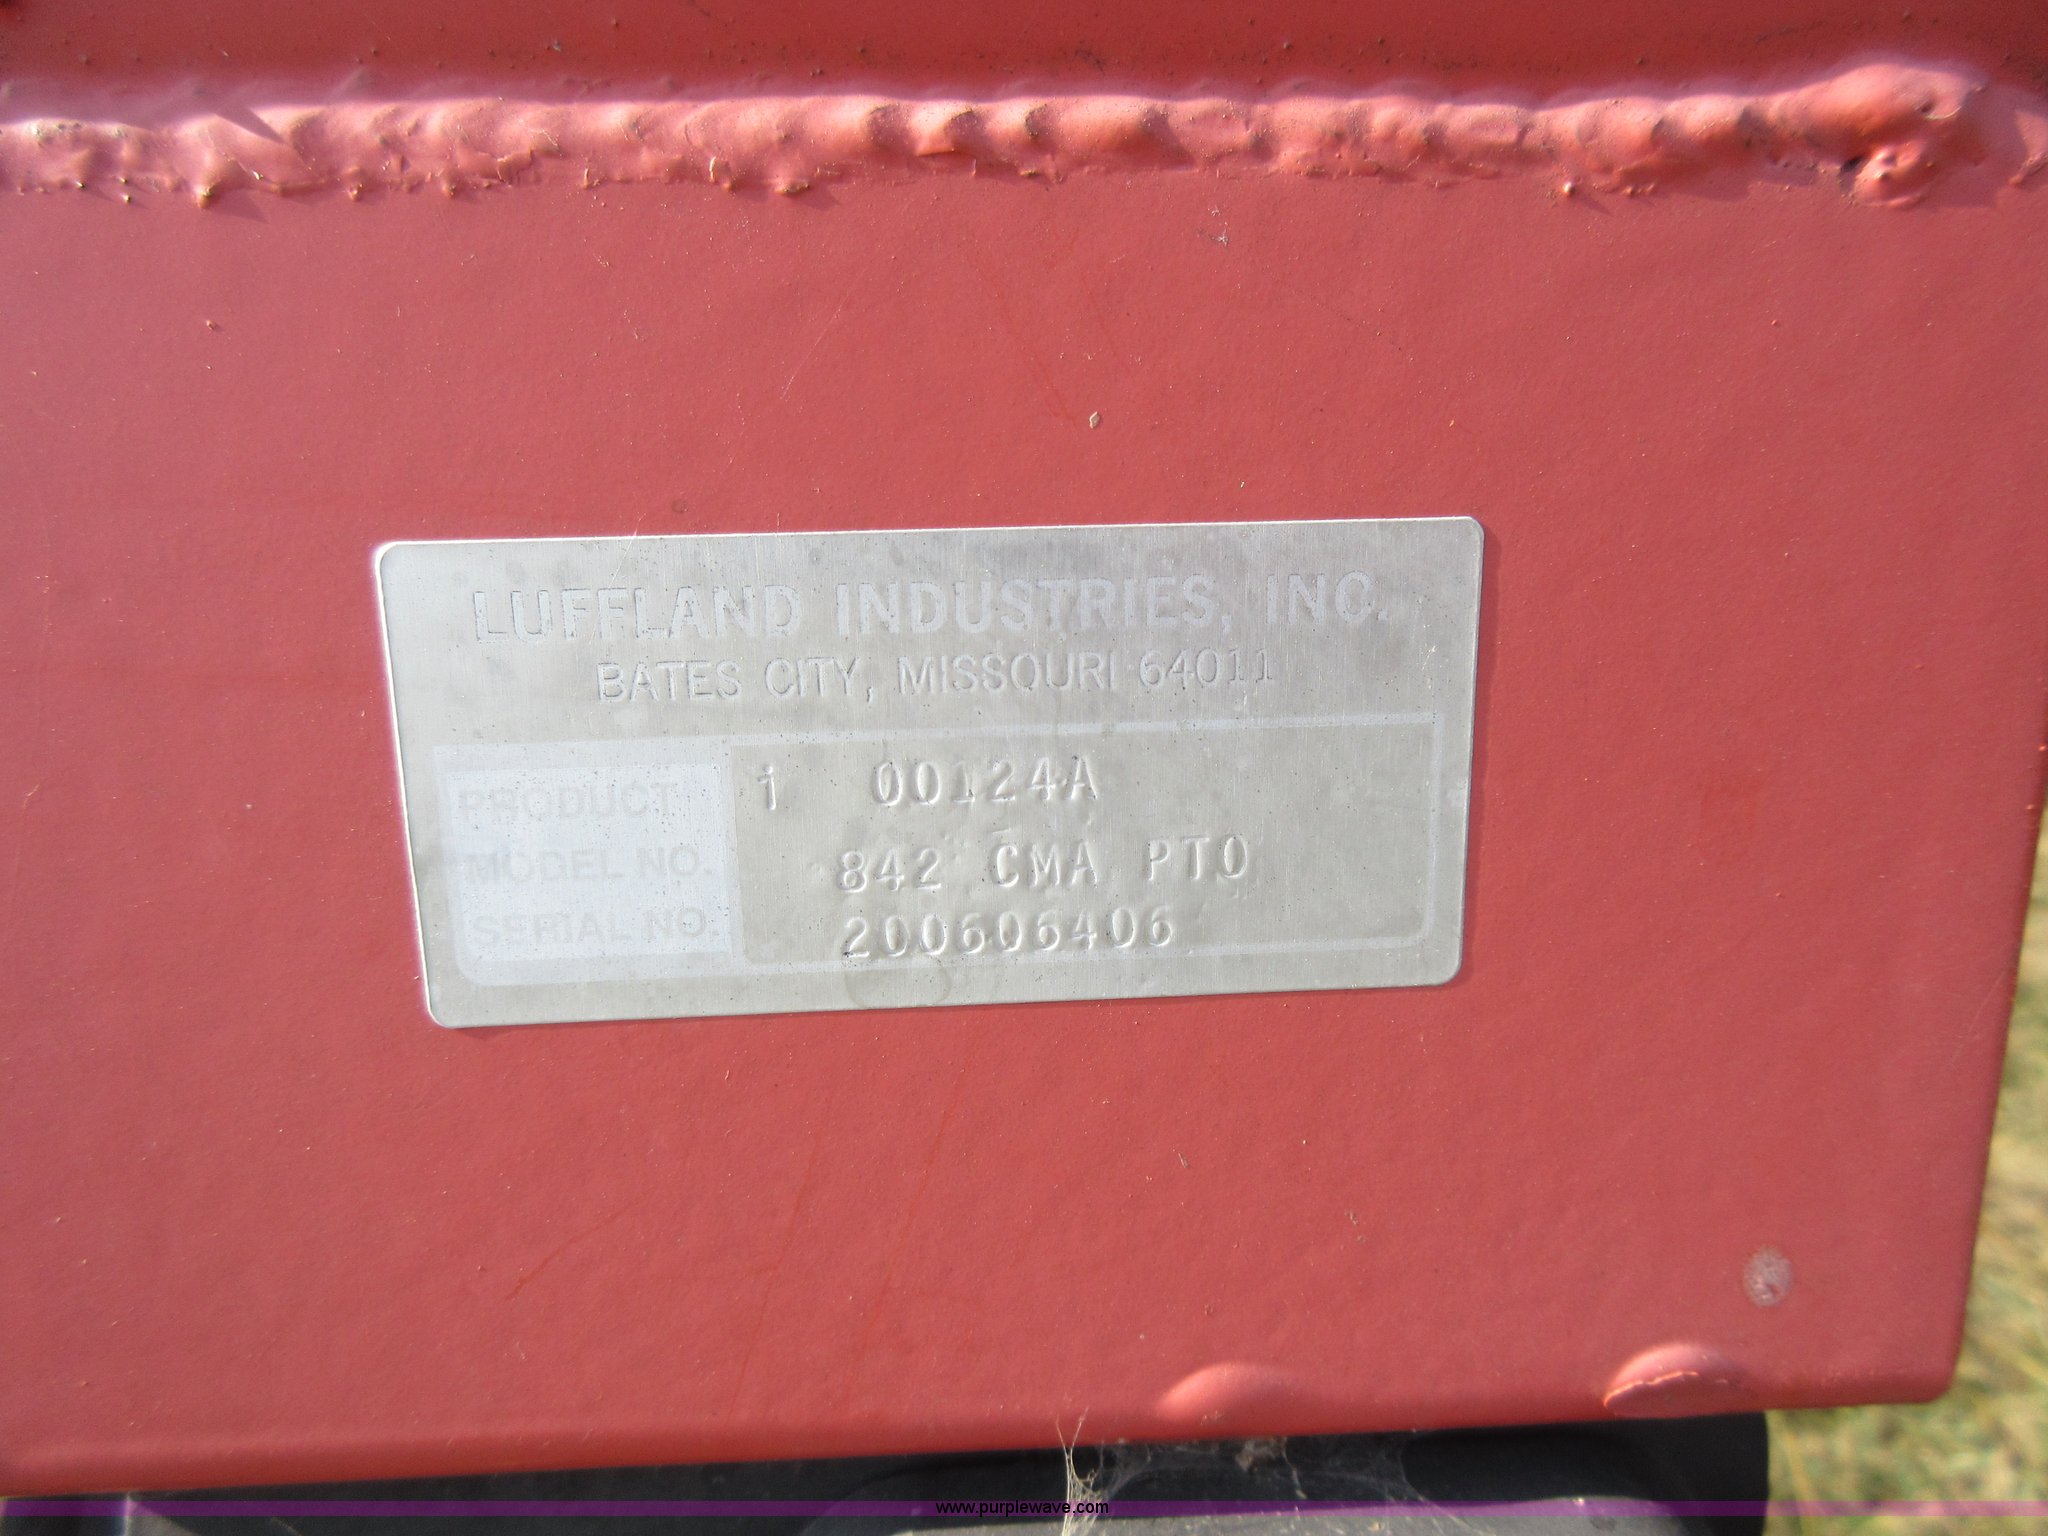 LUFFLAND INDUSTRIES, INC.
BATES CITY, MISSOURI 64011
PRODUCT 1 00124A
MODEL NO. 842 CMA PTO
SERIAL NO. 200606406
www.purplewave.com